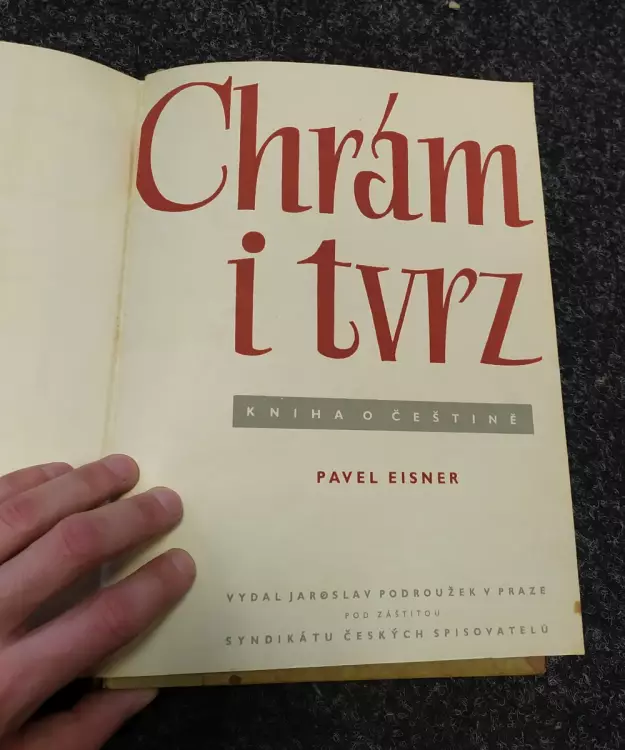 Chrám
i tvrz
KNIHA O ČEŠTINĚ
PAVEL EISNER
VYDAL JAROSLAV PODROUŽEK V PRAZE
POD ZÁŠTITOU
SYNDIKÁTU ČESKÝCH SPISOVATELŮ